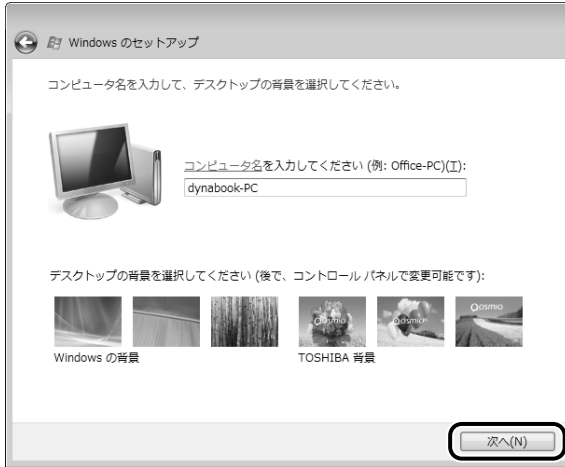 Windows のセットアップ
コンピュータ名を入力して、デスクトップの背景を選択してください。
コンピュータ名を入力してください (例: Office-PC)(T):
dynabook-PC
デスクトップの背景を選択してください (後で、コントロール パネルで変更可能です):
Qosmio Qosmio Qosmio
Windows の背景 TOSHIBA 背景
次へ(N)